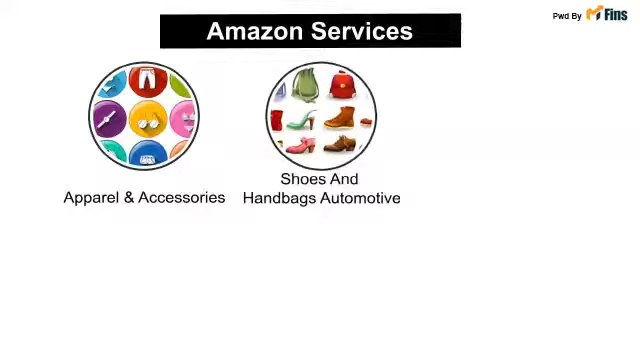 Amazon Services
Pwd By Fins
Apparel & Accessories
Shoes And
Handbags Automotive